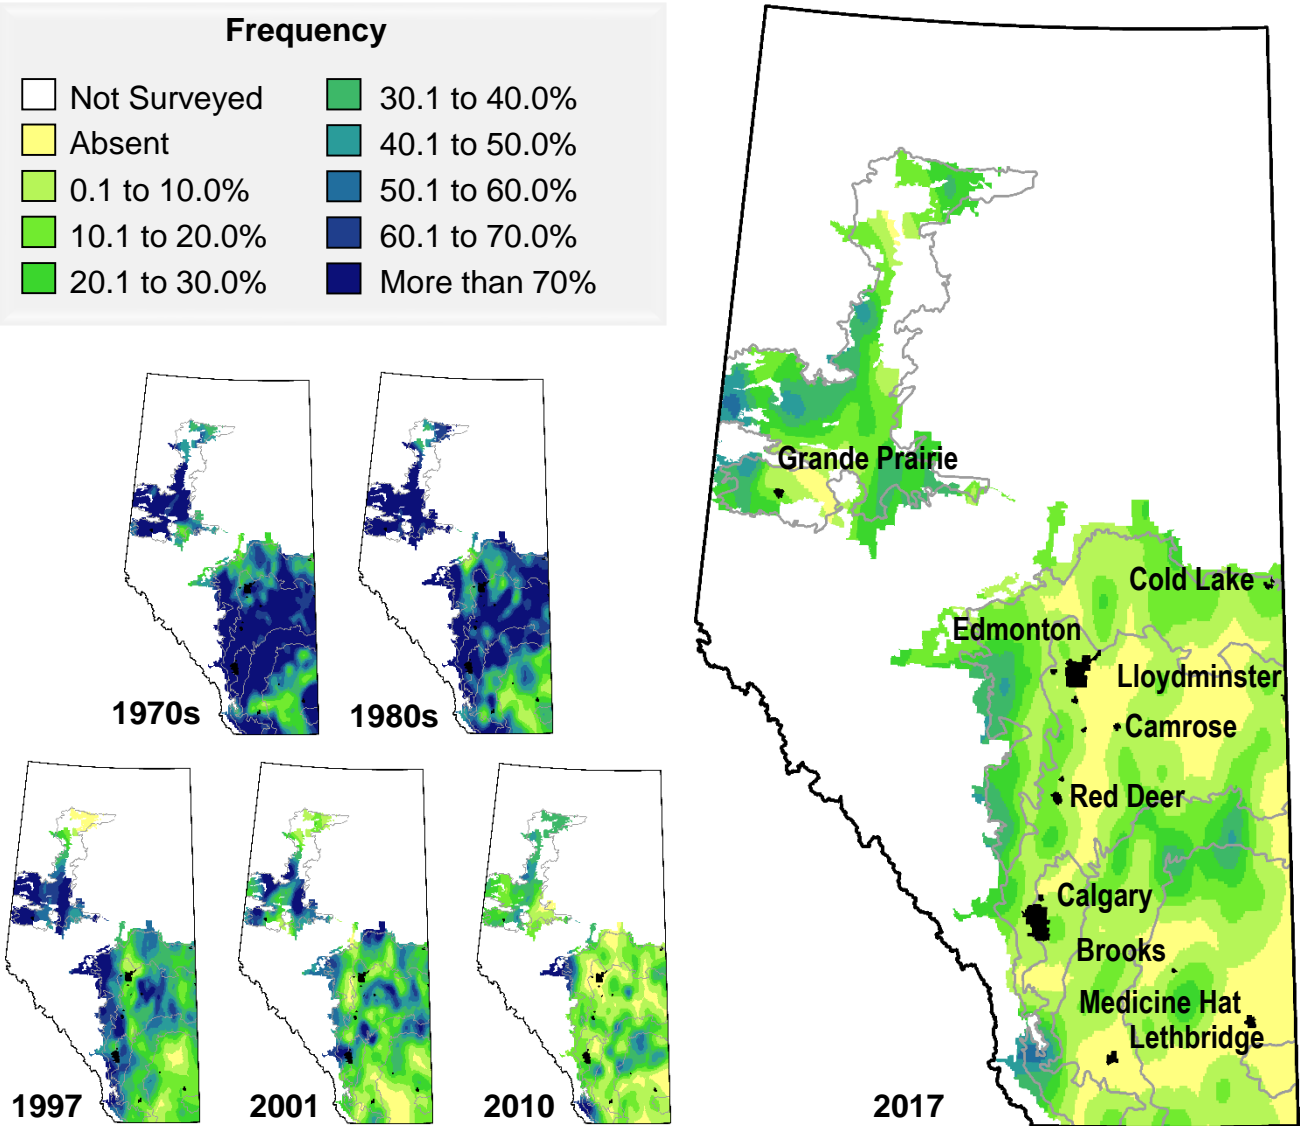 Frequency
Not Surveyed
Absent
0.1 to 10.0%
10.1 to 20.0%
20.1 to 30.0%
30.1 to 40.0%
40.1 to 50.0%
50.1 to 60.0%
60.1 to 70.0%
More than 70%
1970s
1980s
1997
2001
2010
Grande Prairie
Cold Lake
Edmonton
Lloydminster
Camrose
Red Deer
Calgary
Brooks
Medicine Hat
Lethbridge
2017